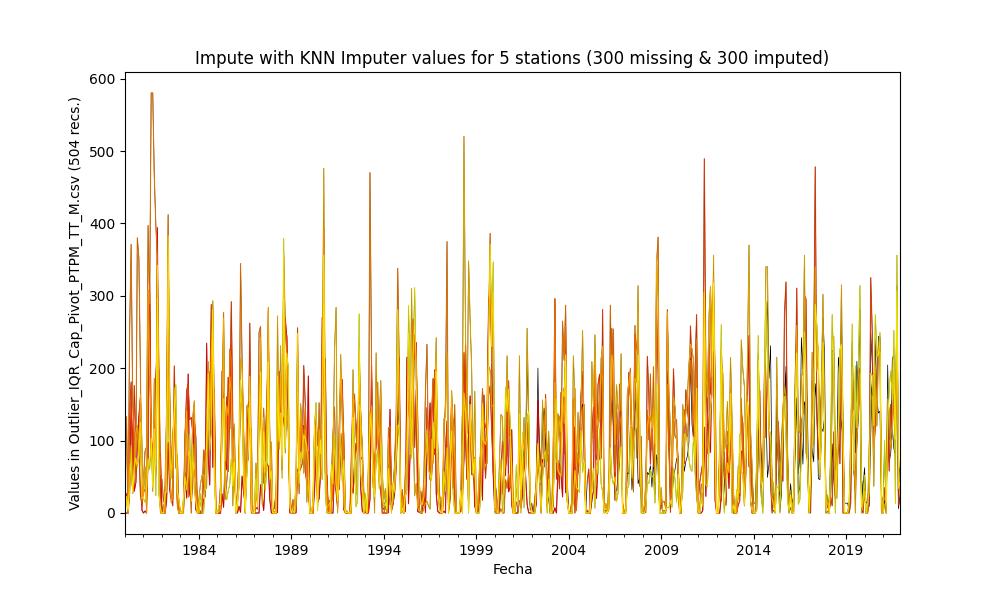 Impute with KNN Imputer values for 5 stations (300 missing & 300 imputed)
Values in Outlier_IQR_Cap_Pivot_PTPM_TT_M.csv (504 recs.)
600
500
400
300
200
100
0
1984 1989 1994 1999 2004 2009 2014 2019
Fecha